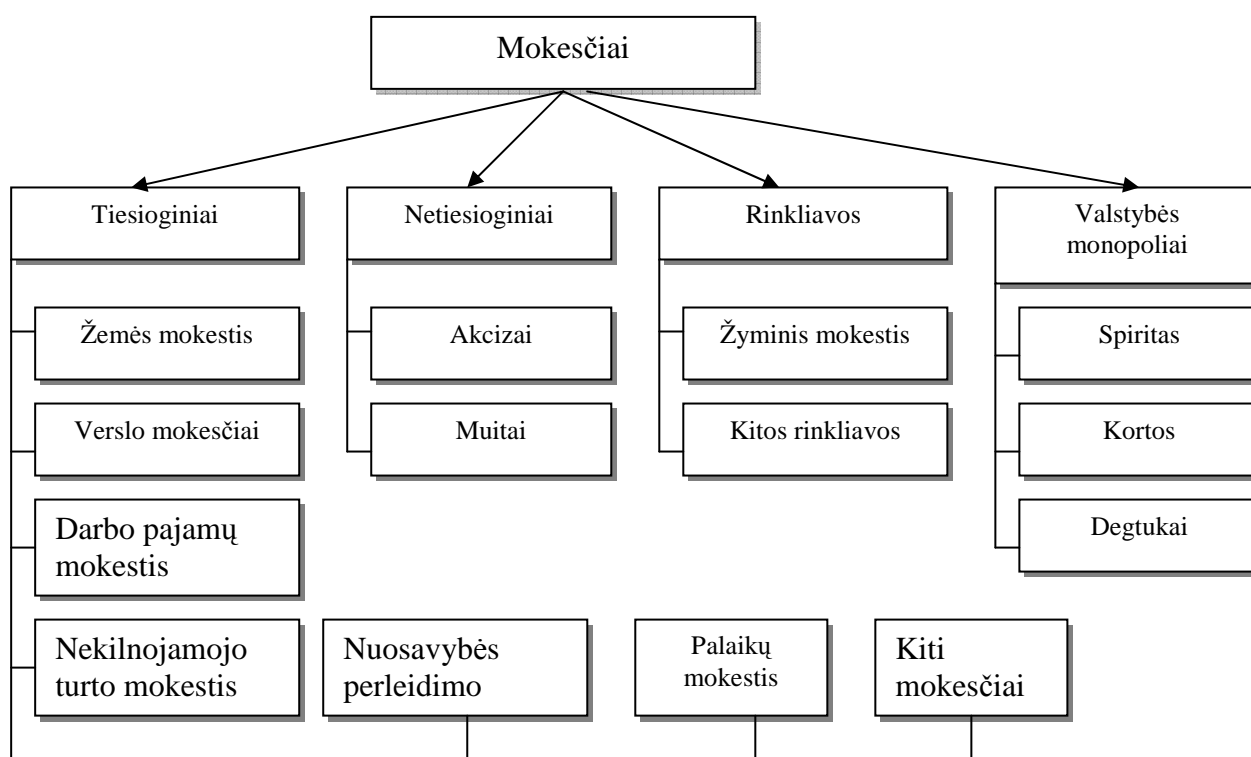 Mokesčiai
Tiesioginiai
Netiesioginiai
Rinkliavos
Valstybės
monopoliai
Žemės mokestis
Akcizai
Žyminis mokestis
Spiritas
Verslo mokesčiai
Muitai
Kitos rinkliavos
Kortos
Darbo pajamų
mokestis
Degtukai
Nekilnojamojo
turto mokestis
Nuosavybės
perleidimo
Palaikų
mokestis
Kiti
mokesčiai